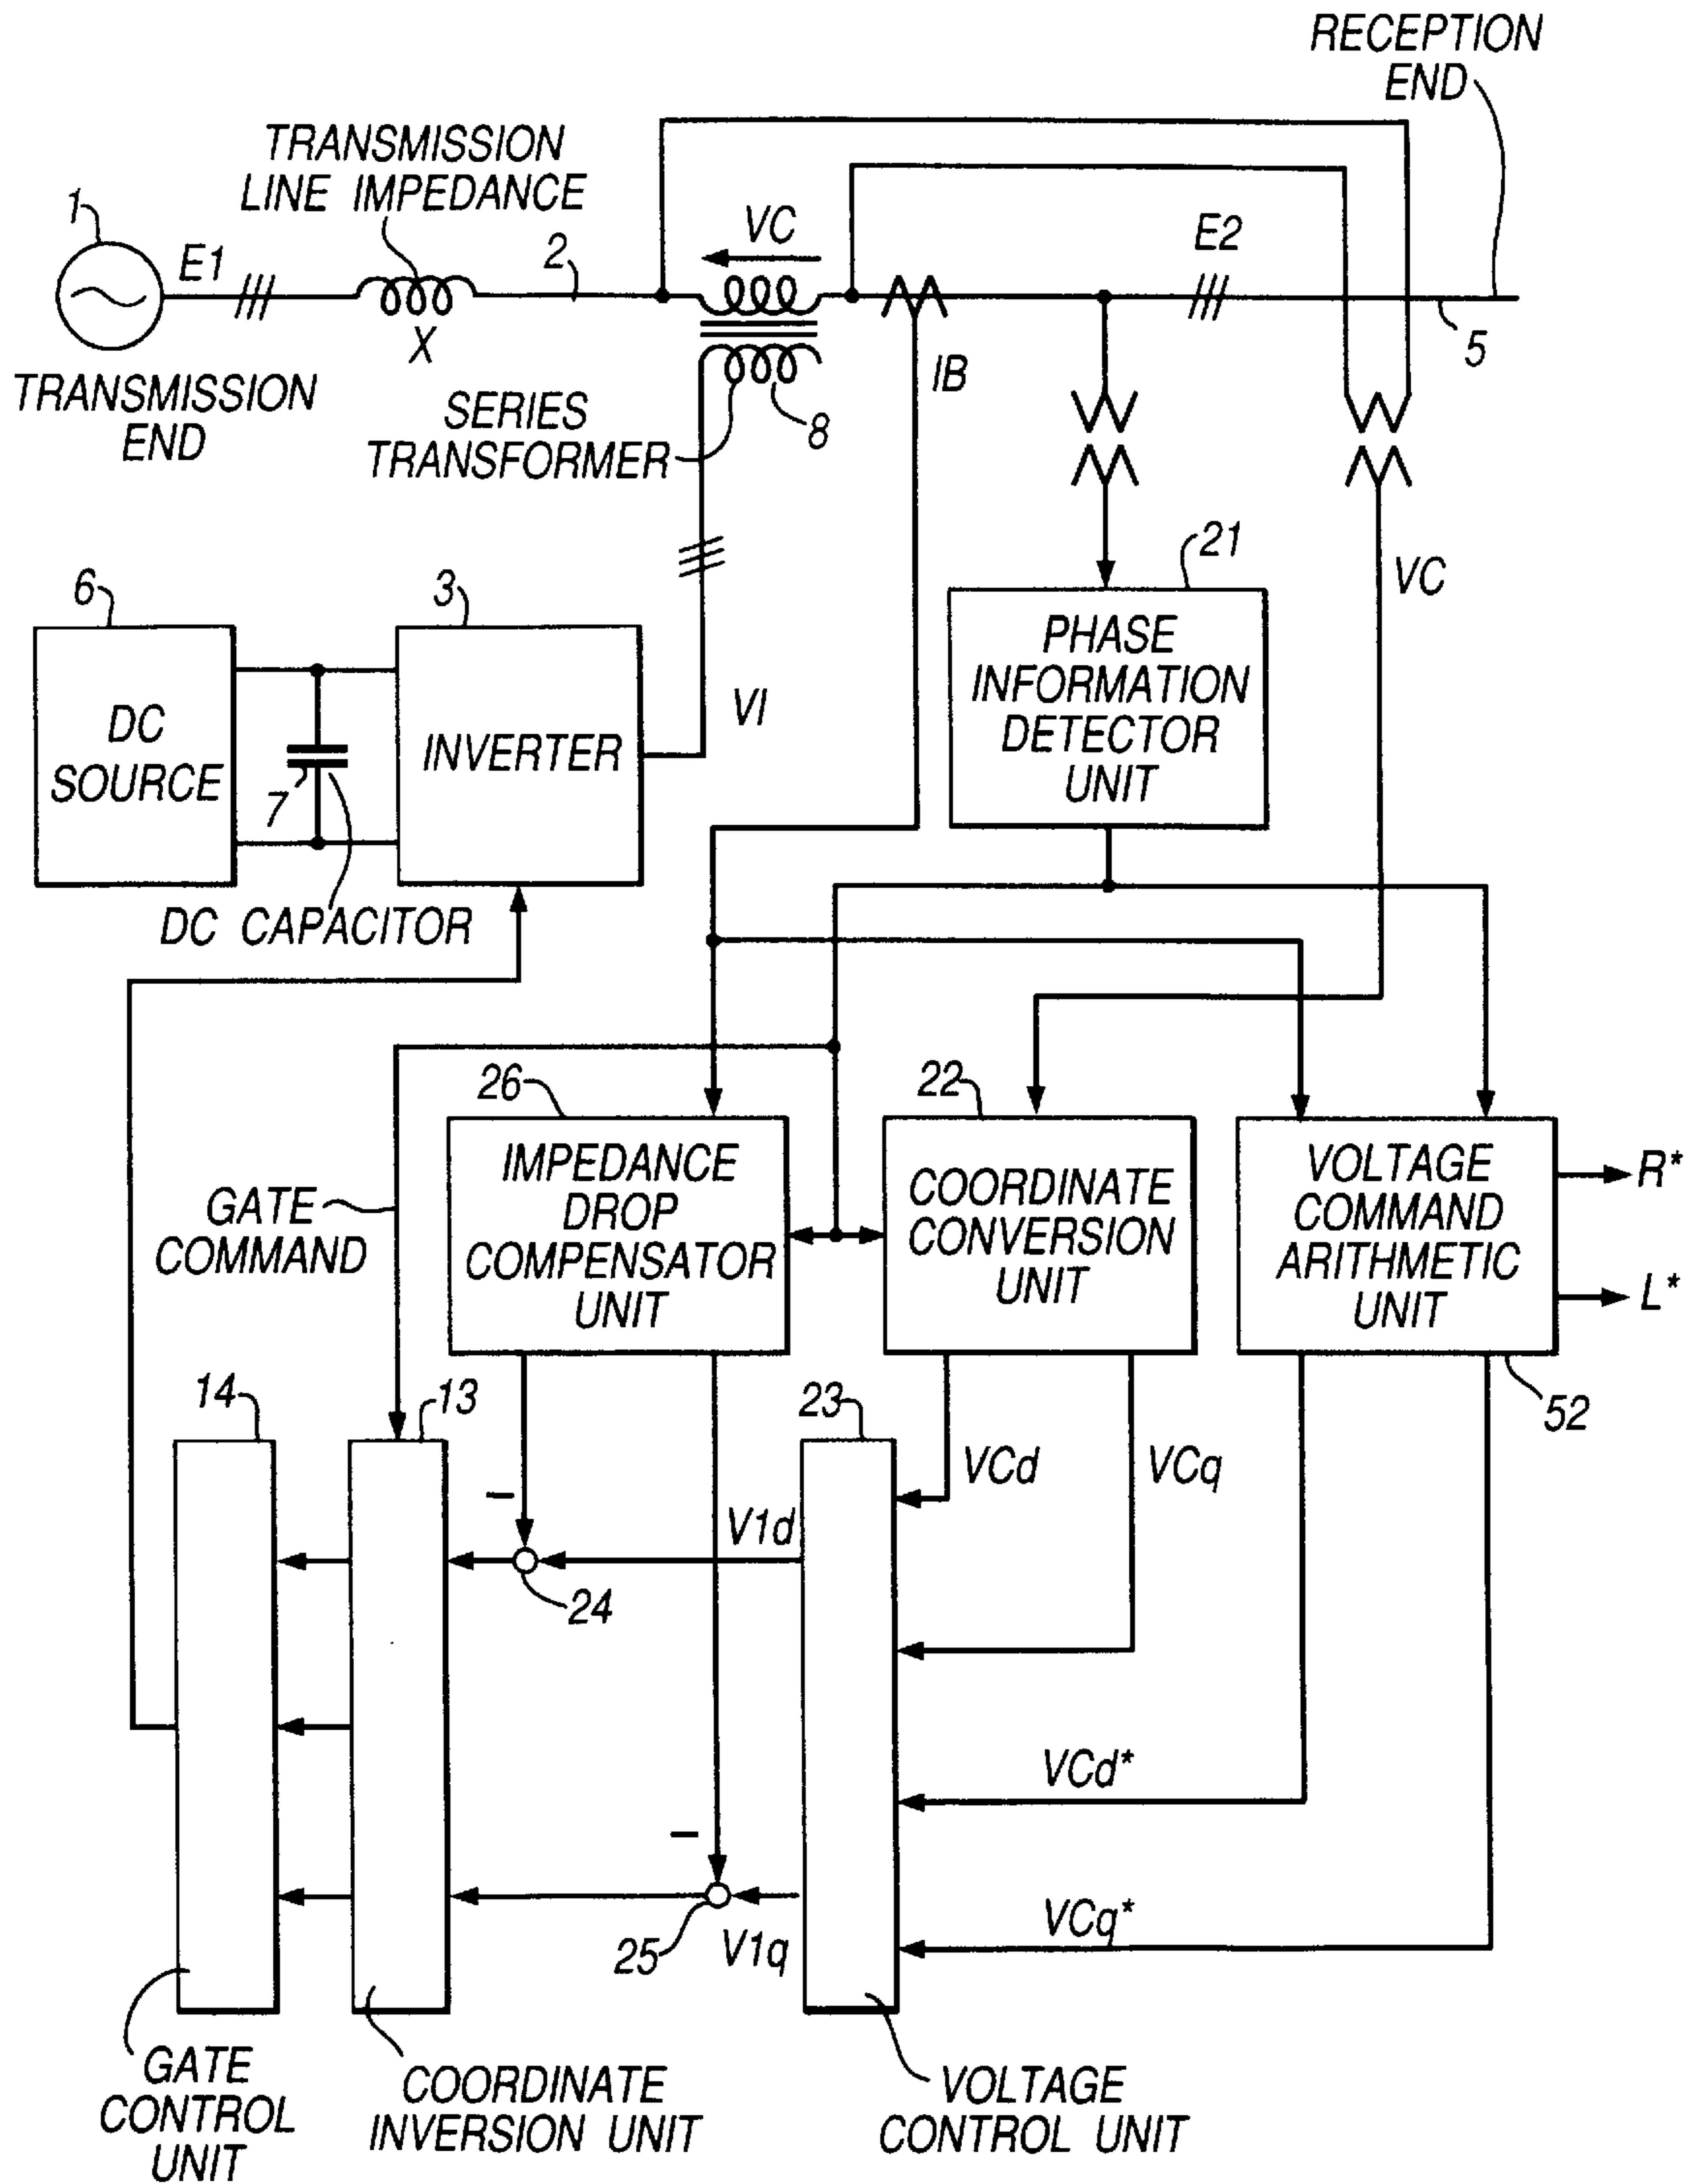 RECEPTION
END
TRANSMISSION
LINE IMPEDANCE
1
E1
2
VC
E2
X
5
TRANSMISSION
END
SERIES
TRANSFORMER
8
IB
21
VC
6
3
PHASE
INFORMATION
DETECTOR
UNIT
DC
SOURCE
7
INVERTER
VI
DC CAPACITOR
26
22
IMPEDANCE
DROP
COMPENSATOR
UNIT
COORDINATE
CONVERSION
UNIT
VOLTAGE
COMMAND
ARITHMETIC
UNIT
R*
L*
GATE
COMMAND
14
13
23
52
VCd
VCq
–
V1d
24
VCd*
–
25
V1q
VCq*
GATE
CONTROL
UNIT
COORDINATE
INVERSION UNIT
VOLTAGE
CONTROL UNIT